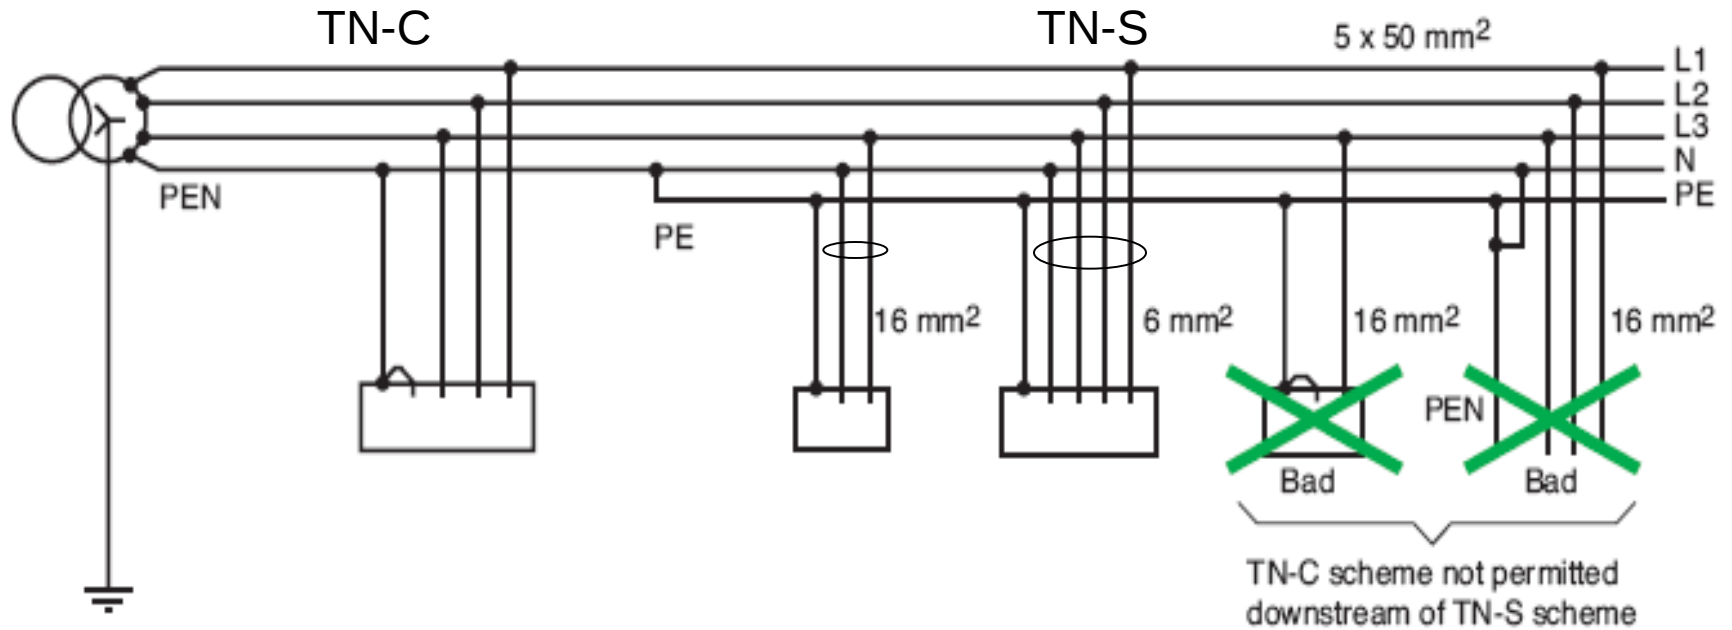 TN-C
TN-S
5 x 50 mm²
L1
L2
L3
N
PE
PEN
PE
16 mm²
6 mm²
16 mm²
16 mm²
PEN
Bad
Bad
TN-C scheme not permitted
downstream of TN-S scheme